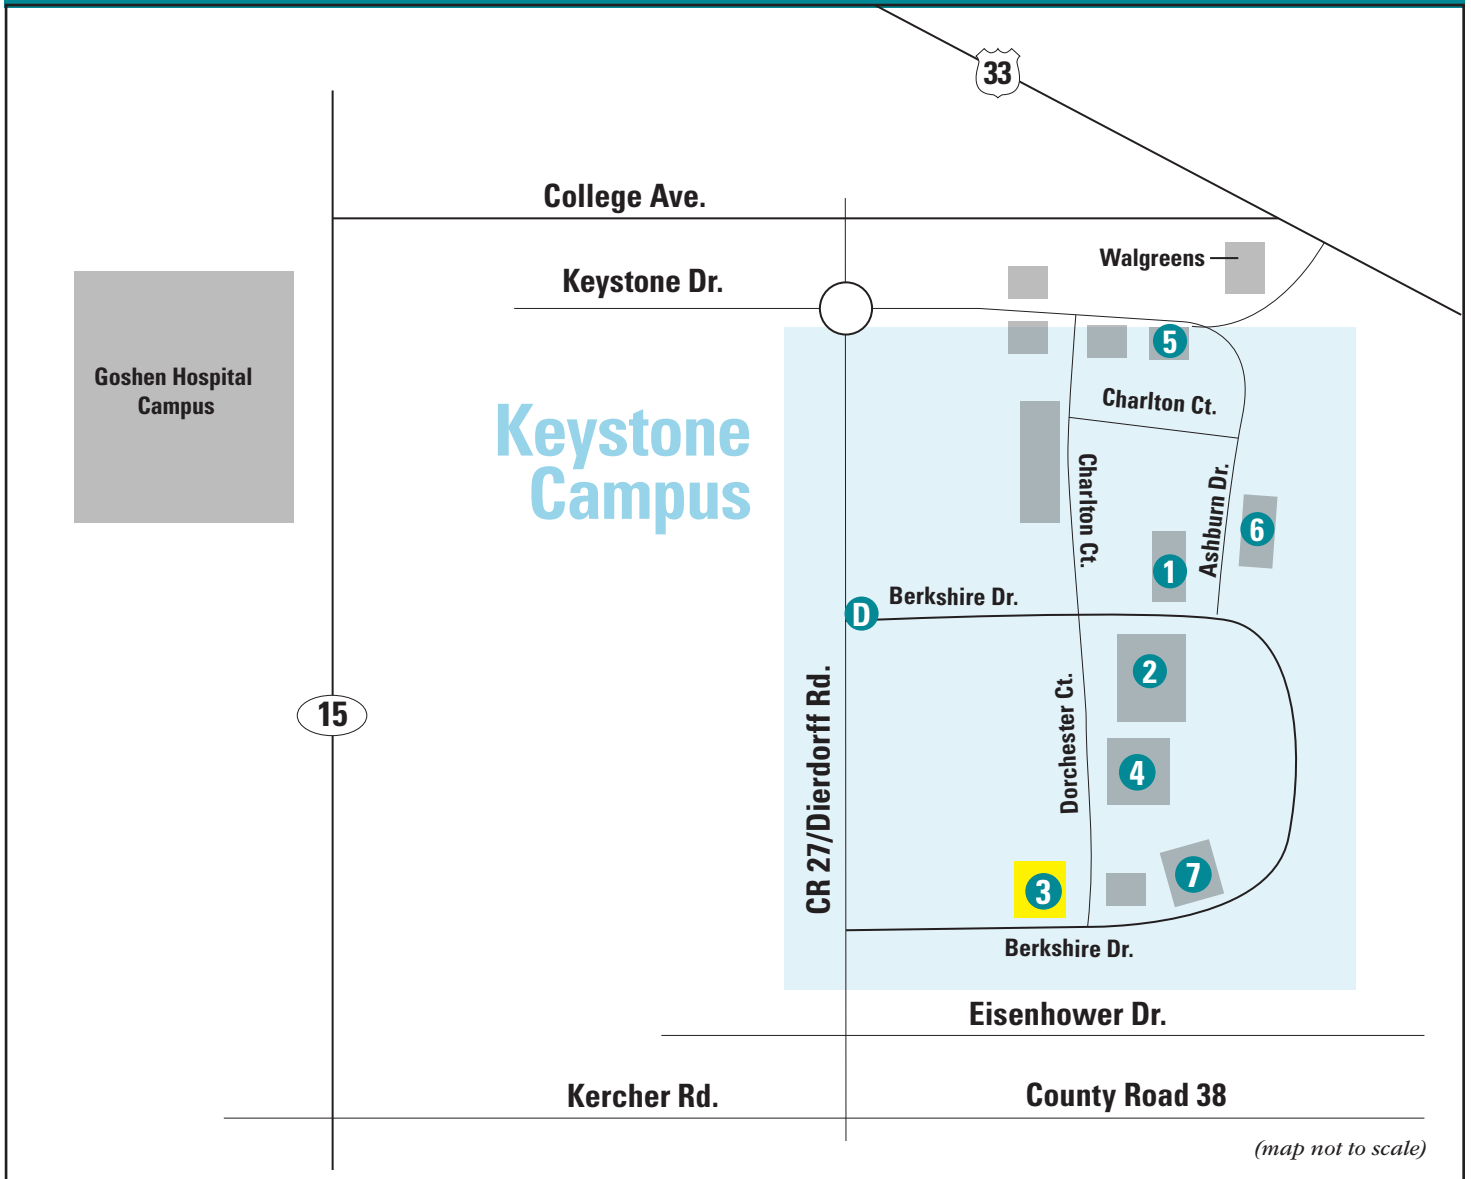 33
College Ave.
Walgreens
Keystone Dr.
5
Goshen Hospital
Campus
Charlton Ct.
Keystone
Campus
Charlton Ct.
Ashburn Dr.
6
1
Berkshire Dr.
D
2
15
CR 27/Dierdorff Rd.
Dorchester Ct.
4
3
7
Berkshire Dr.
Eisenhower Dr.
Kercher Rd.
County Road 38
(map not to scale)